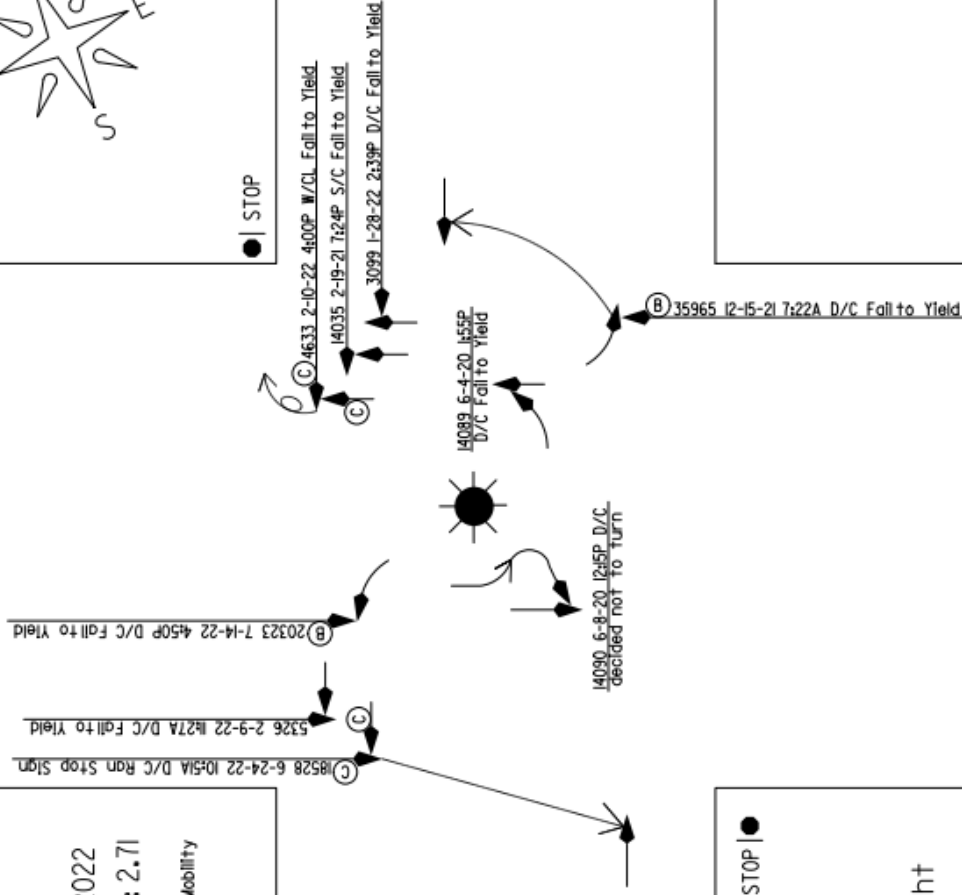 E
S
STOP
4633 2-10-22 4:00P W/CL Fail to Yield
14035 2-19-21 7:24P S/C Fail to Yield
3099 1-28-22 2:39P D/C Fail to Yield
C
C
B
35965 12-15-21 7:22A D/C Fail to Yield
14089 6-4-20 1:55P
D/C Fail to Yield
14090 6-8-20 12:15P D/C
decided not to turn
B
20323 7-14-22 4:50P D/C Fail to Yield
5326 2-9-22 11:27A D/C Fail to Yield
C
18528 6-24-22 10:51A D/C Ran Stop Sign
C
022
: 2.71
Mobility
STOP
ht